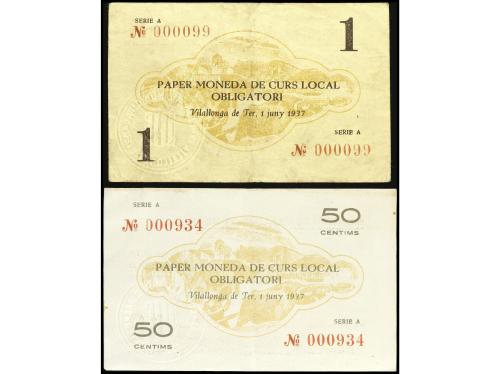 SERIE A
№ 000099
1
PAPER MONEDA DE CURS LOCAL
OBLIGATORI
Vilallonga de Ter, 1 juny 1937
1
SERIE A
№ 000099
SERIE A
№ 000934
50
CENTIMS
PAPER MONEDA DE CURS LOCAL
OBLIGATORI
Vilallonga de Ter, 1 juny 1937
50
CENTIMS
SERIE A
№ 000934